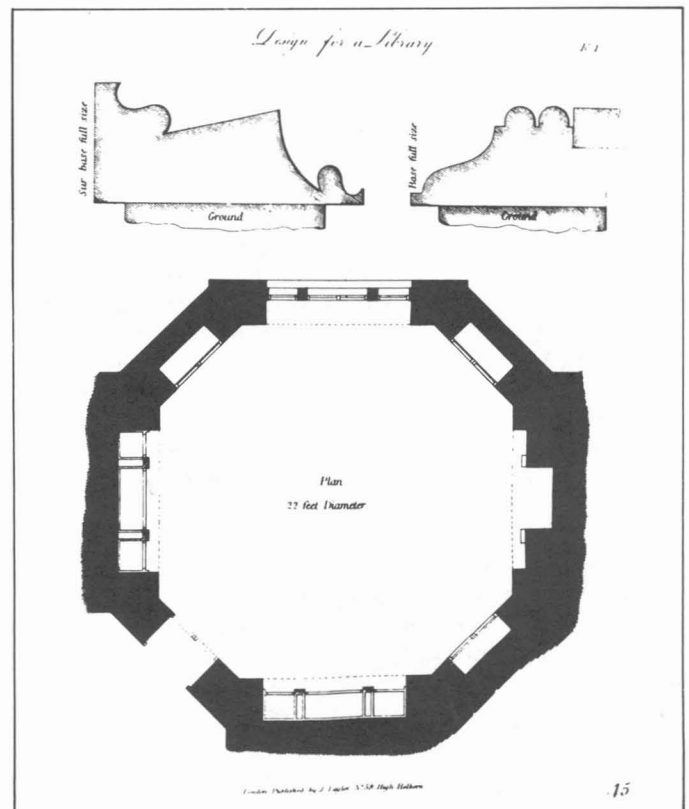 Design for a Library
Sur base full size
Ground
Base full size
Ground
Plan
22 feet Diameter
London Published by J. Taylor No. 59 High Holborn
15